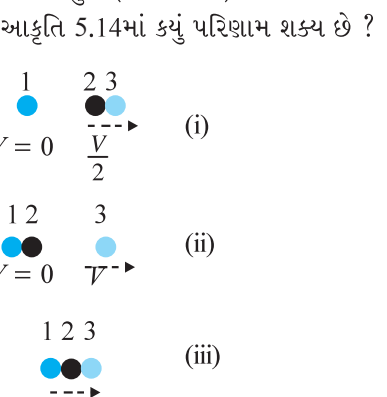 આકૃતિ 5.14માં કયું પરિણામ શક્ય છે ?
1 2 3
(i)
V = 0 V/2
1 2 3
(ii)
V = 0 V
1 2 3
(iii)